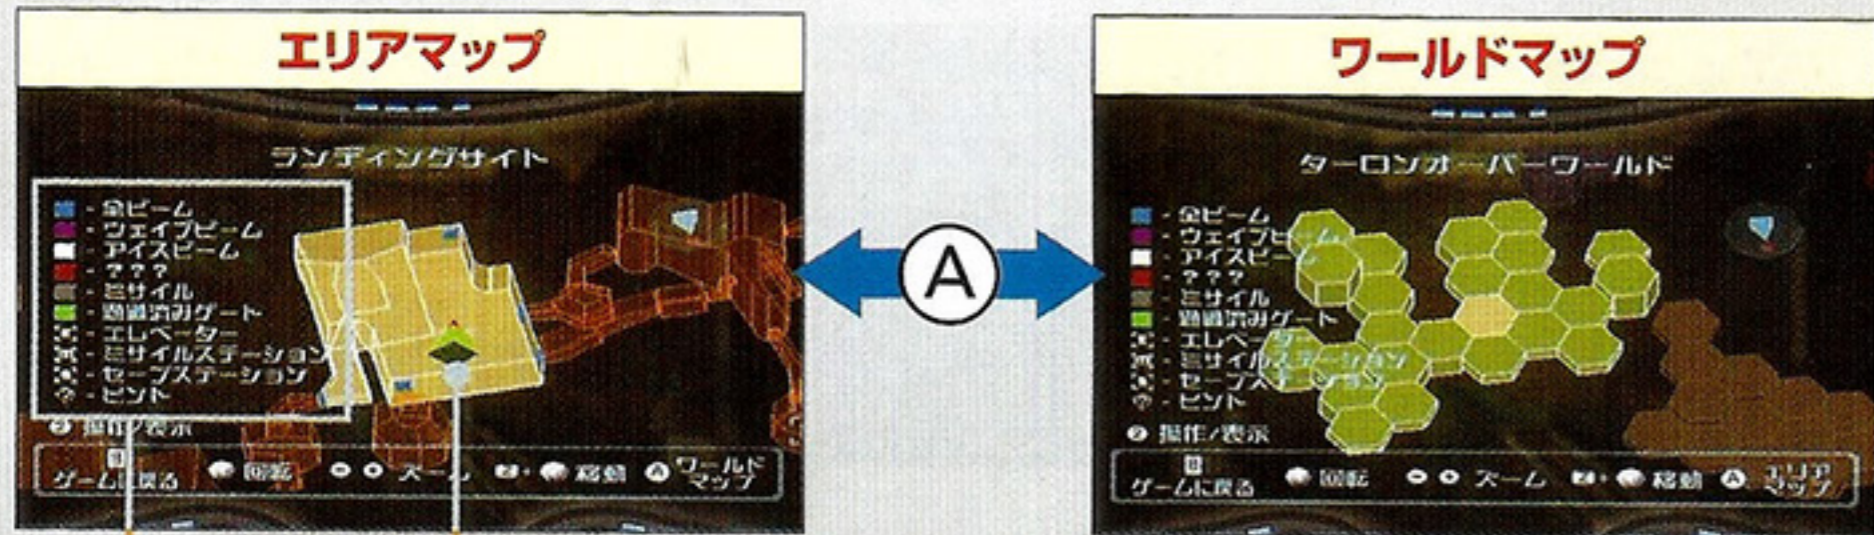 エリアマップ
ランディングサイト
- 全ビーム
- ウェイブビーム
- アイスビーム
- ???
- ミサイル
- 通過済みゲート
- エレベーター
- ミサイルステーション
- セーブステーション
- ヒント
② 操作/表示
ゲームに戻る
回転
ズーム
移動
A ワールド
マップ
A
ワールドマップ
ターロンオーバーワールド
- 全ビーム
- ウェイブビーム
- アイスビーム
- ???
- ミサイル
- 通過済みゲート
- エレベーター
- ミサイルステーション
- セーブステーション
- ヒント
② 操作/表示
ゲームに戻る
回転
ズーム
移動
A エリア
マップ